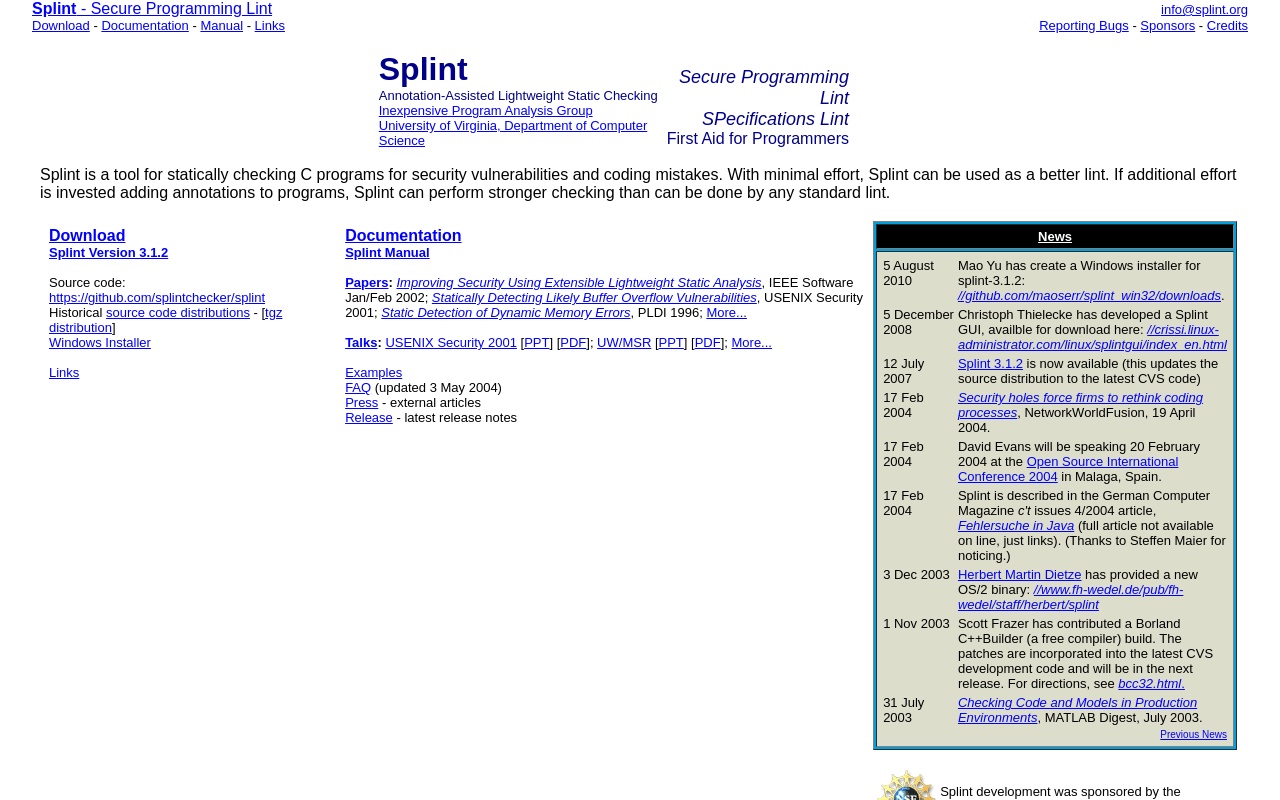 Splint - Secure Programming Lint
info@splint.org
Download - Documentation - Manual - Links
Reporting Bugs - Sponsors - Credits
Splint
Annotation-Assisted Lightweight Static Checking
Inexpensive Program Analysis Group
University of Virginia, Department of Computer
Science
Secure Programming
Lint
SPecifications Lint
First Aid for Programmers
Splint is a tool for statically checking C programs for security vulnerabilities and coding mistakes. With minimal effort, Splint can be used as a better lint. If additional effort
is invested adding annotations to programs, Splint can perform stronger checking than can be done by any standard lint.
Download
Splint Version 3.1.2
Source code:
https://github.com/splintchecker/splint
Historical source code distributions - [tgz
distribution]
Windows Installer
Links
Documentation
Splint Manual
Papers: Improving Security Using Extensible Lightweight Static Analysis, IEEE Software
Jan/Feb 2002; Statically Detecting Likely Buffer Overflow Vulnerabilities, USENIX Security
2001; Static Detection of Dynamic Memory Errors, PLDI 1996; More...
Talks: USENIX Security 2001 [PPT] [PDF]; UW/MSR [PPT] [PDF]; More...
Examples
FAQ (updated 3 May 2004)
Press - external articles
Release - latest release notes
News
5 August
2010
Mao Yu has create a Windows installer for
splint-3.1.2:
//github.com/maoserr/splint_win32/downloads.
5 December
2008
Christoph Thielecke has developed a Splint
GUI, availble for download here: //crissi.linux-
administrator.com/linux/splintgui/index_en.html
12 July
2007
Splint 3.1.2 is now available (this updates the
source distribution to the latest CVS code)
17 Feb
2004
Security holes force firms to rethink coding
processes, NetworkWorldFusion, 19 April
2004.
17 Feb
2004
David Evans will be speaking 20 February
2004 at the Open Source International
Conference 2004 in Malaga, Spain.
17 Feb
2004
Splint is described in the German Computer
Magazine c't issues 4/2004 article,
Fehlersuche in Java (full article not available
on line, just links). (Thanks to Steffen Maier for
noticing.)
3 Dec 2003
Herbert Martin Dietze has provided a new
OS/2 binary: //www.fh-wedel.de/pub/fh-
wedel/staff/herbert/splint
1 Nov 2003
Scott Frazer has contributed a Borland
C++Builder (a free compiler) build. The
patches are incorporated into the latest CVS
development code and will be in the next
release. For directions, see bcc32.html.
31 July
2003
Checking Code and Models in Production
Environments, MATLAB Digest, July 2003.
Previous News
Splint development was sponsored by the